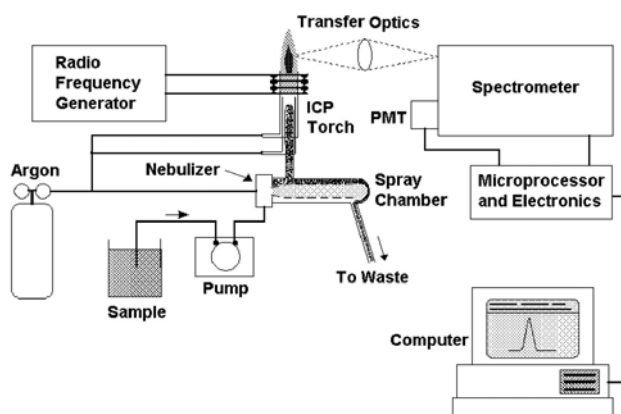 Transfer Optics
Radio
Frequency
Generator
Spectrometer
ICP
Torch
PMT
Argon
Nebulizer
Spray
Chamber
Microprocessor
and Electronics
Pump
To Waste
Sample
Computer